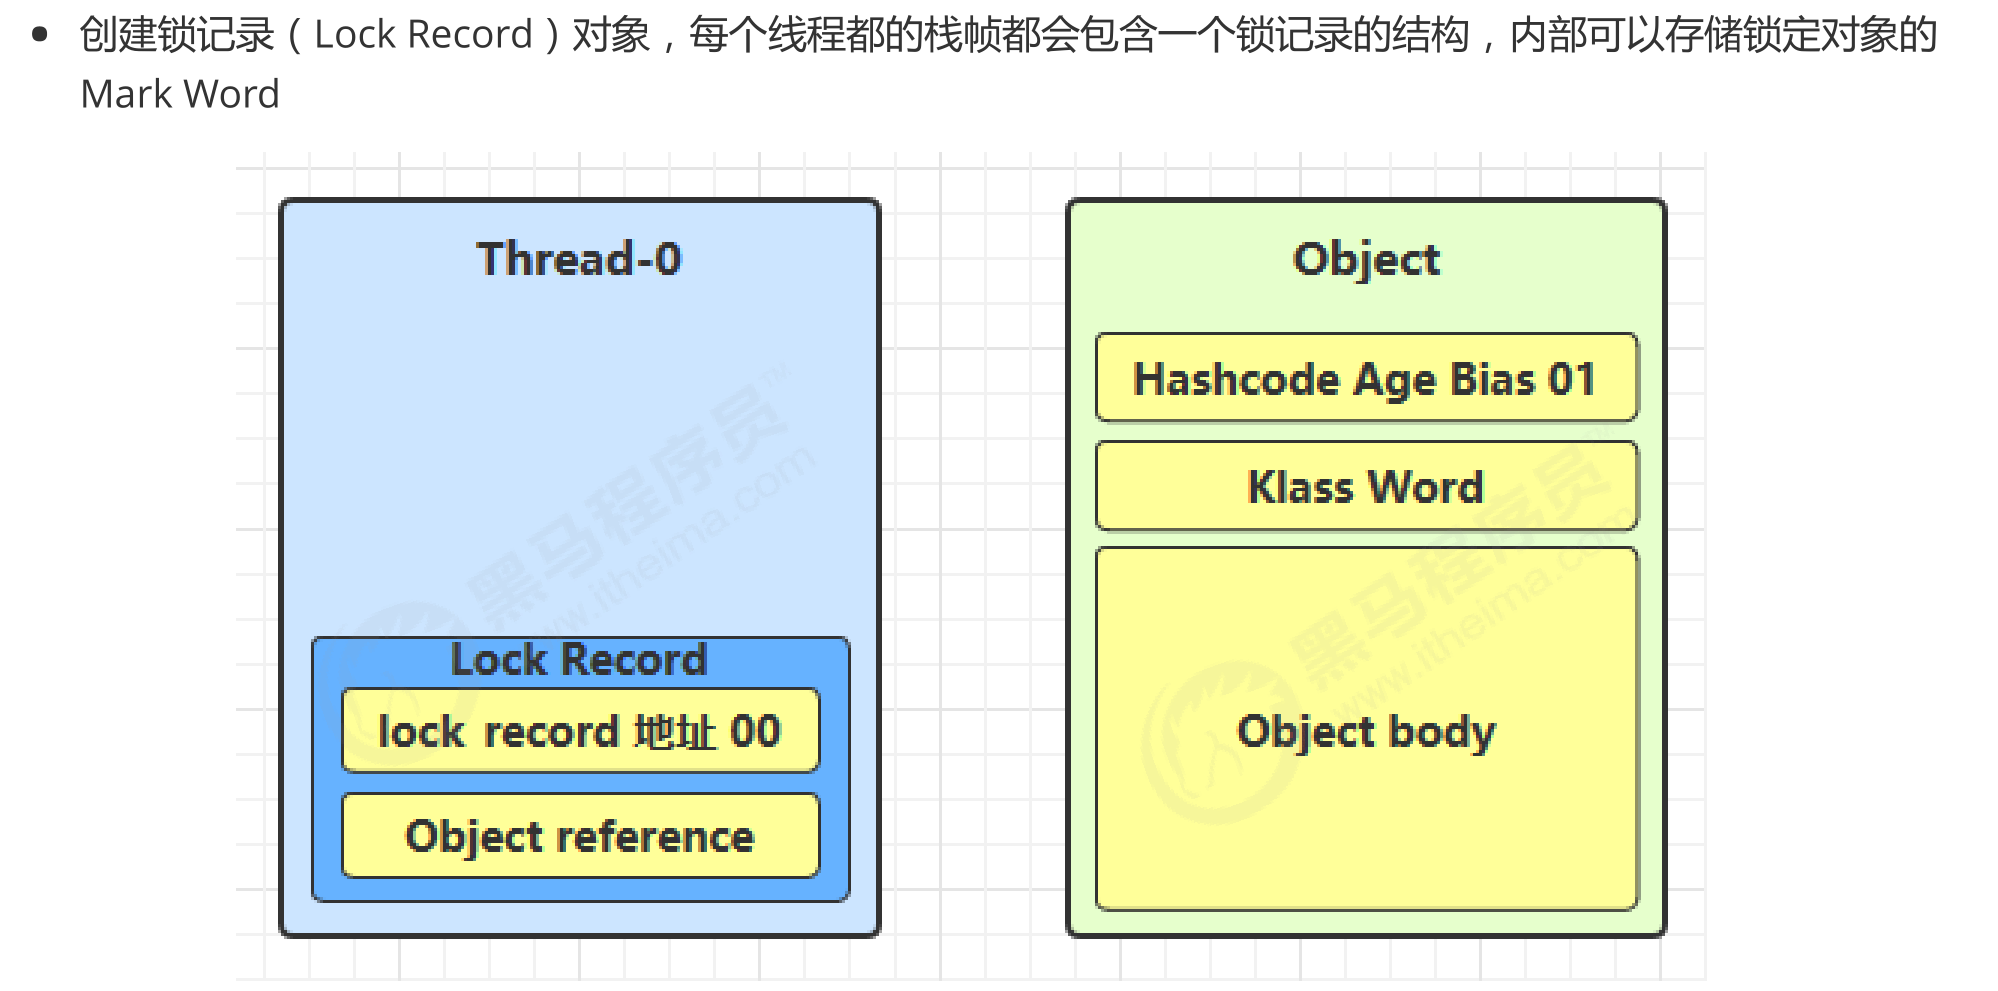 创建锁记录（Lock Record）对象，每个线程都的栈帧都会包含一个锁记录的结构，内部可以存储锁定对象的
Mark Word
Thread-0
Lock Record
lock record 地址 00
Object reference
Object
Hashcode Age Bias 01
Klass Word
Object body
黑马程序员™
www.itheima.com
黑马程序员™
www.itheima.com